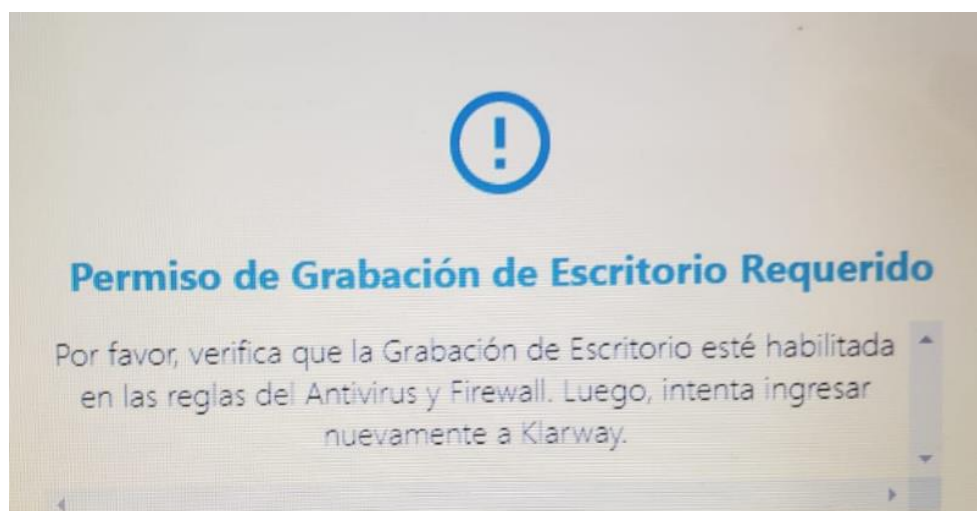 Permiso de Grabación de Escritorio Requerido
Por favor, verifica que la Grabación de Escritorio esté habilitada
en las reglas del Antivirus y Firewall. Luego, intenta ingresar
nuevamente a Klarway.